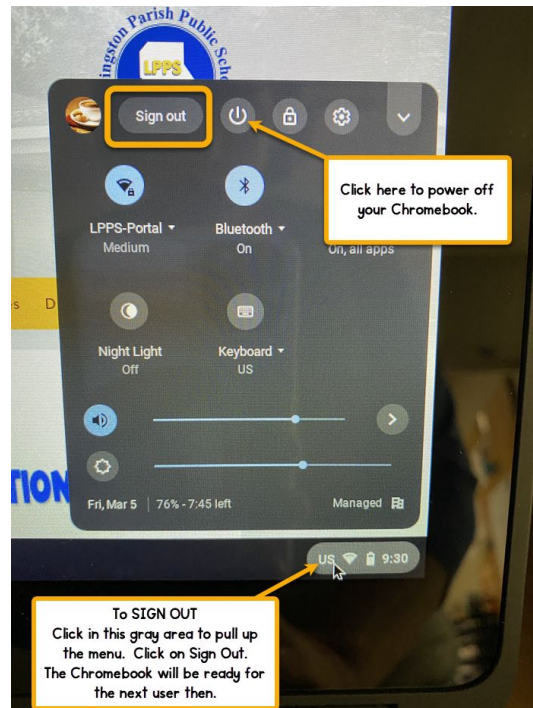 ngston Parish Public Scho
LPPS
Sign out
Click here to power off
your Chromebook.
LPPS-Portal
Medium
Bluetooth
On
On, all apps
s D
Night Light
Off
Keyboard
US
TION
Fri, Mar 5 | 76% - 7:45 left
Managed
US 9:30
To SIGN OUT
Click in this gray area to pull up
the menu. Click on Sign Out.
The Chromebook will be ready for
the next user then.